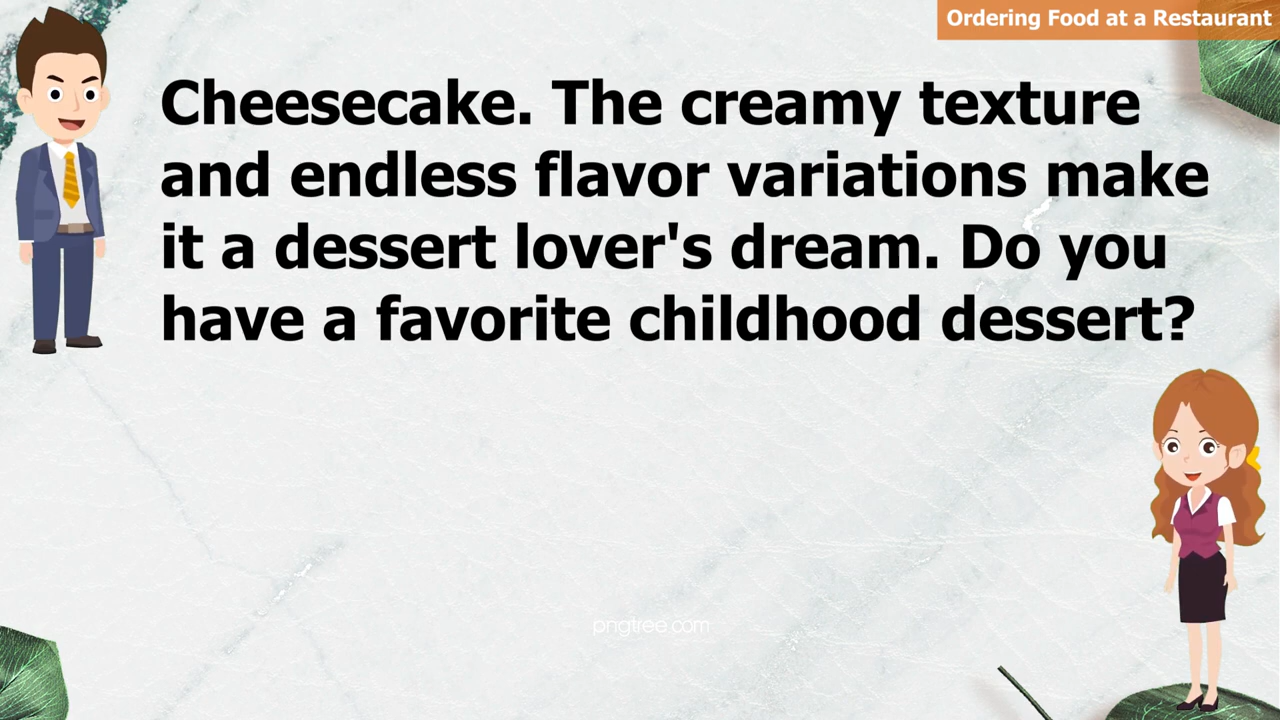 Ordering Food at a Restaurant
Cheesecake. The creamy texture
and endless flavor variations make
it a dessert lover's dream. Do you
have a favorite childhood dessert?
pngtree.com